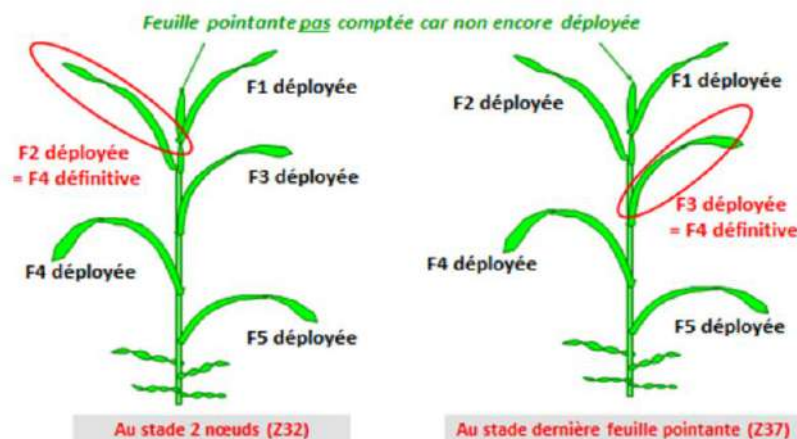 Feuille pointante pas comptée car non encore déployée
F1 déployée
F2 déployée
= F4 définitive
F3 déployée
F4 déployée
F5 déployée
Au stade 2 nœuds (Z32)
F2 déployée
F1 déployée
F3 déployée
= F4 définitive
F4 déployée
F5 déployée
Au stade dernière feuille pointante (Z37)